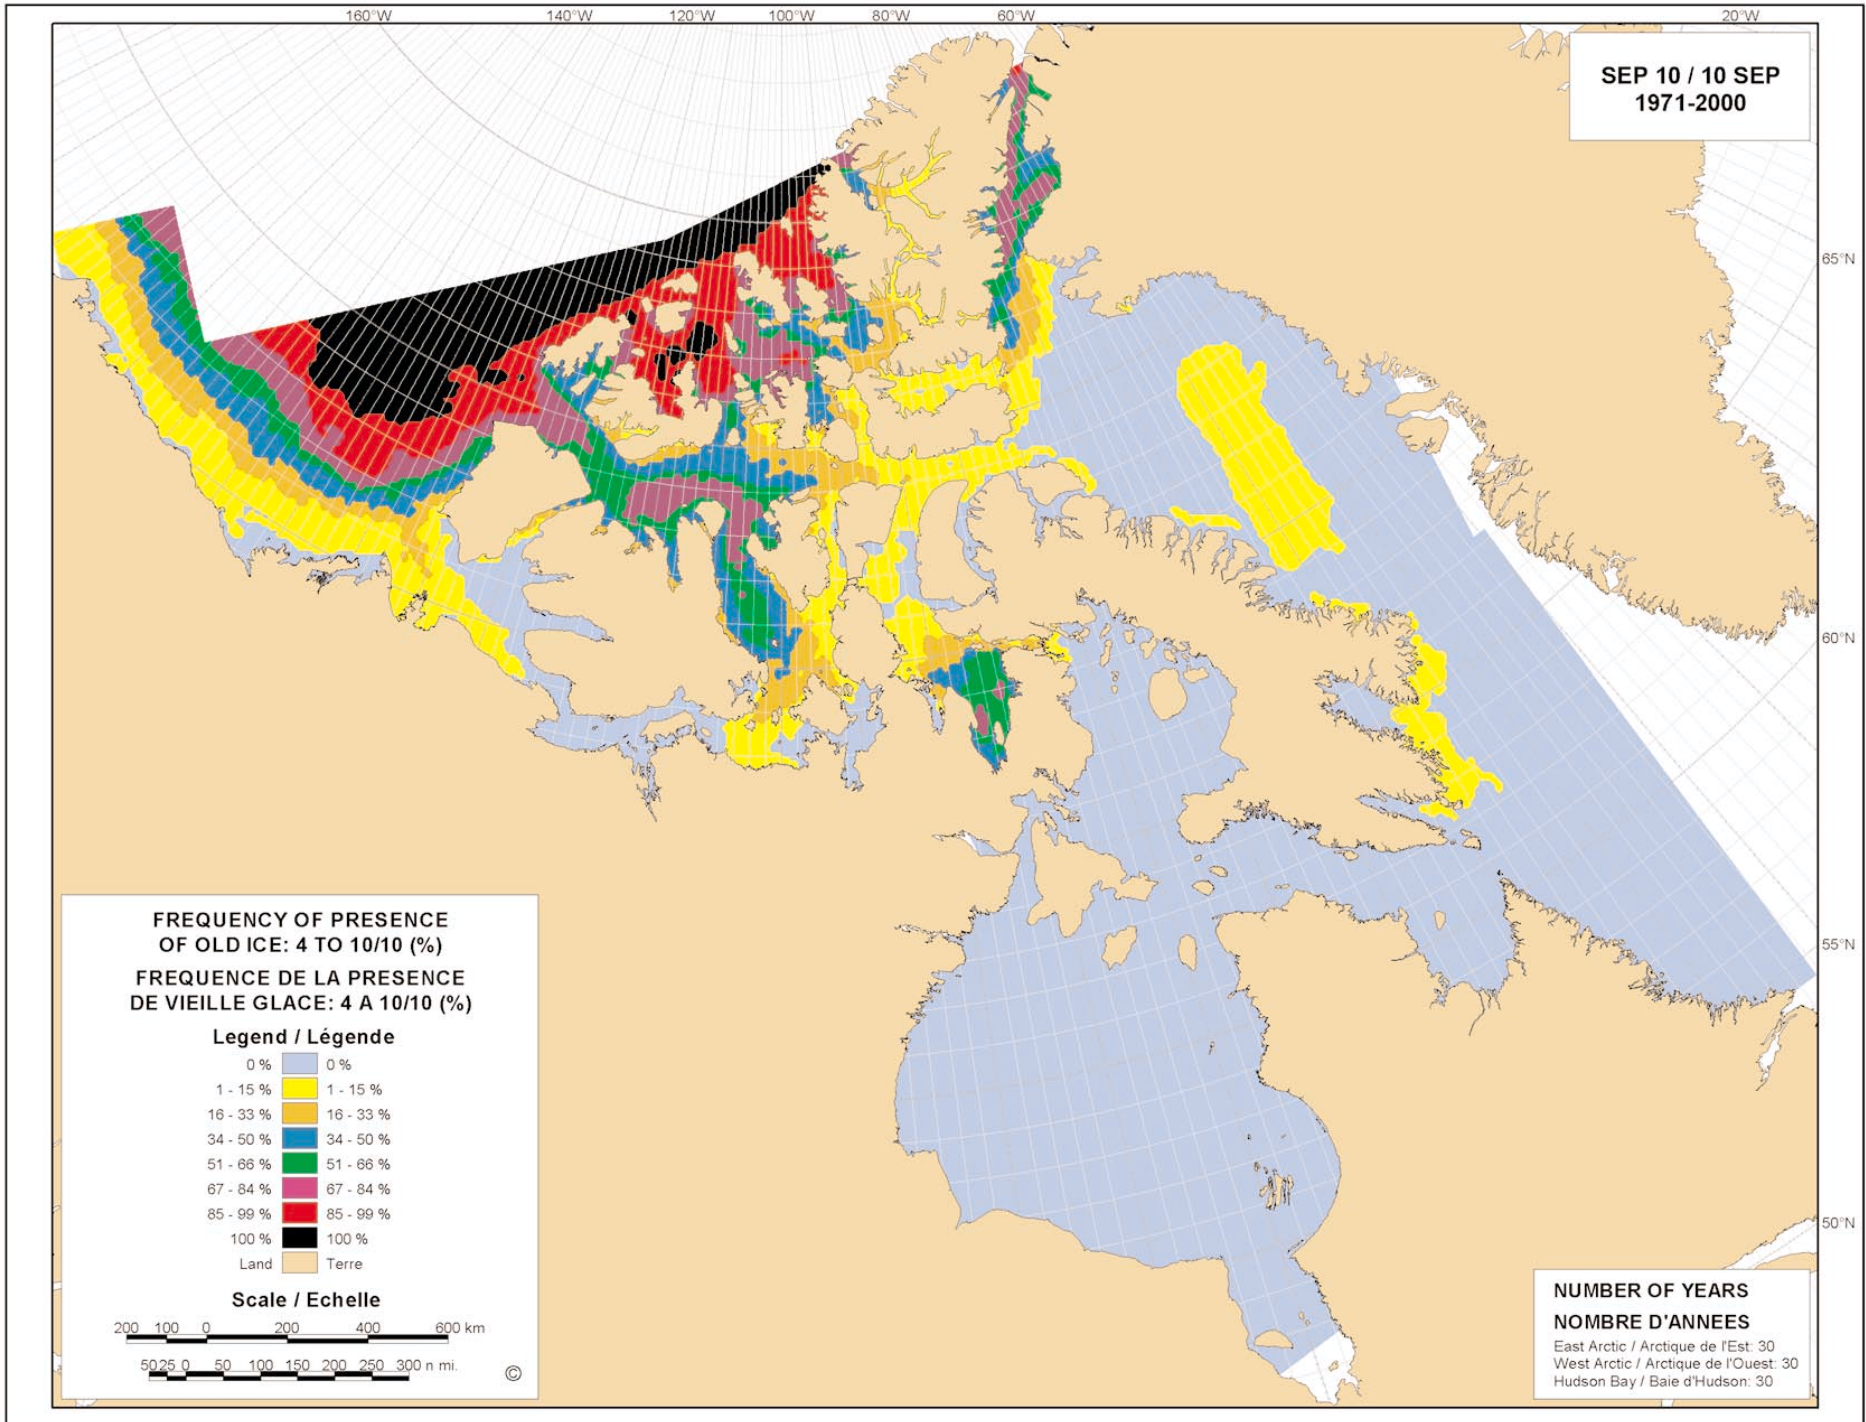 160°W 140°W 120°W 100°W 80°W 60°W 20°W
SEP 10 / 10 SEP
1971-2000
65°N
60°N
55°N
50°N
FREQUENCY OF PRESENCE
OF OLD ICE: 4 TO 10/10 (%)
FREQUENCE DE LA PRESENCE
DE VIEILLE GLACE: 4 A 10/10 (%)
Legend / Légende
0 % 0 %
1 - 15 % 1 - 15 %
16 - 33 % 16 - 33 %
34 - 50 % 34 - 50 %
51 - 66 % 51 - 66 %
67 - 84 % 67 - 84 %
85 - 99 % 85 - 99 %
100 % 100 %
Land Terre
Scale / Echelle
200 100 0 200 400 600 km
50 25 0 50 100 150 200 250 300 n mi.
©
NUMBER OF YEARS
NOMBRE D'ANNEES
East Arctic / Arctique de l'Est: 30
West Arctic / Arctique de l'Ouest: 30
Hudson Bay / Baie d'Hudson: 30